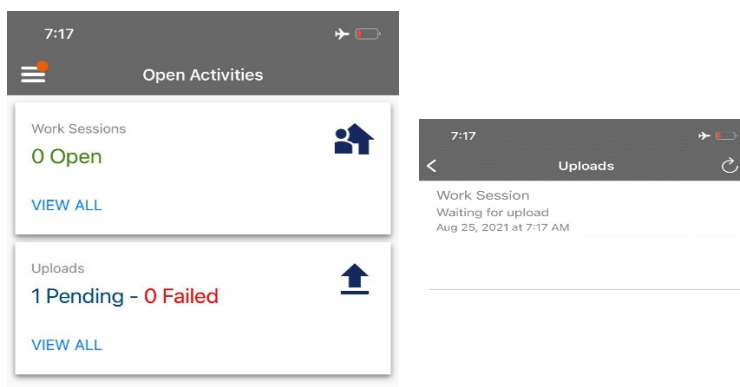 7:17
Open Activities
Work Sessions
0 Open
VIEW ALL
Uploads
1 Pending - 0 Failed
VIEW ALL
7:17
Uploads
Work Session
Waiting for upload
Aug 25, 2021 at 7:17 AM